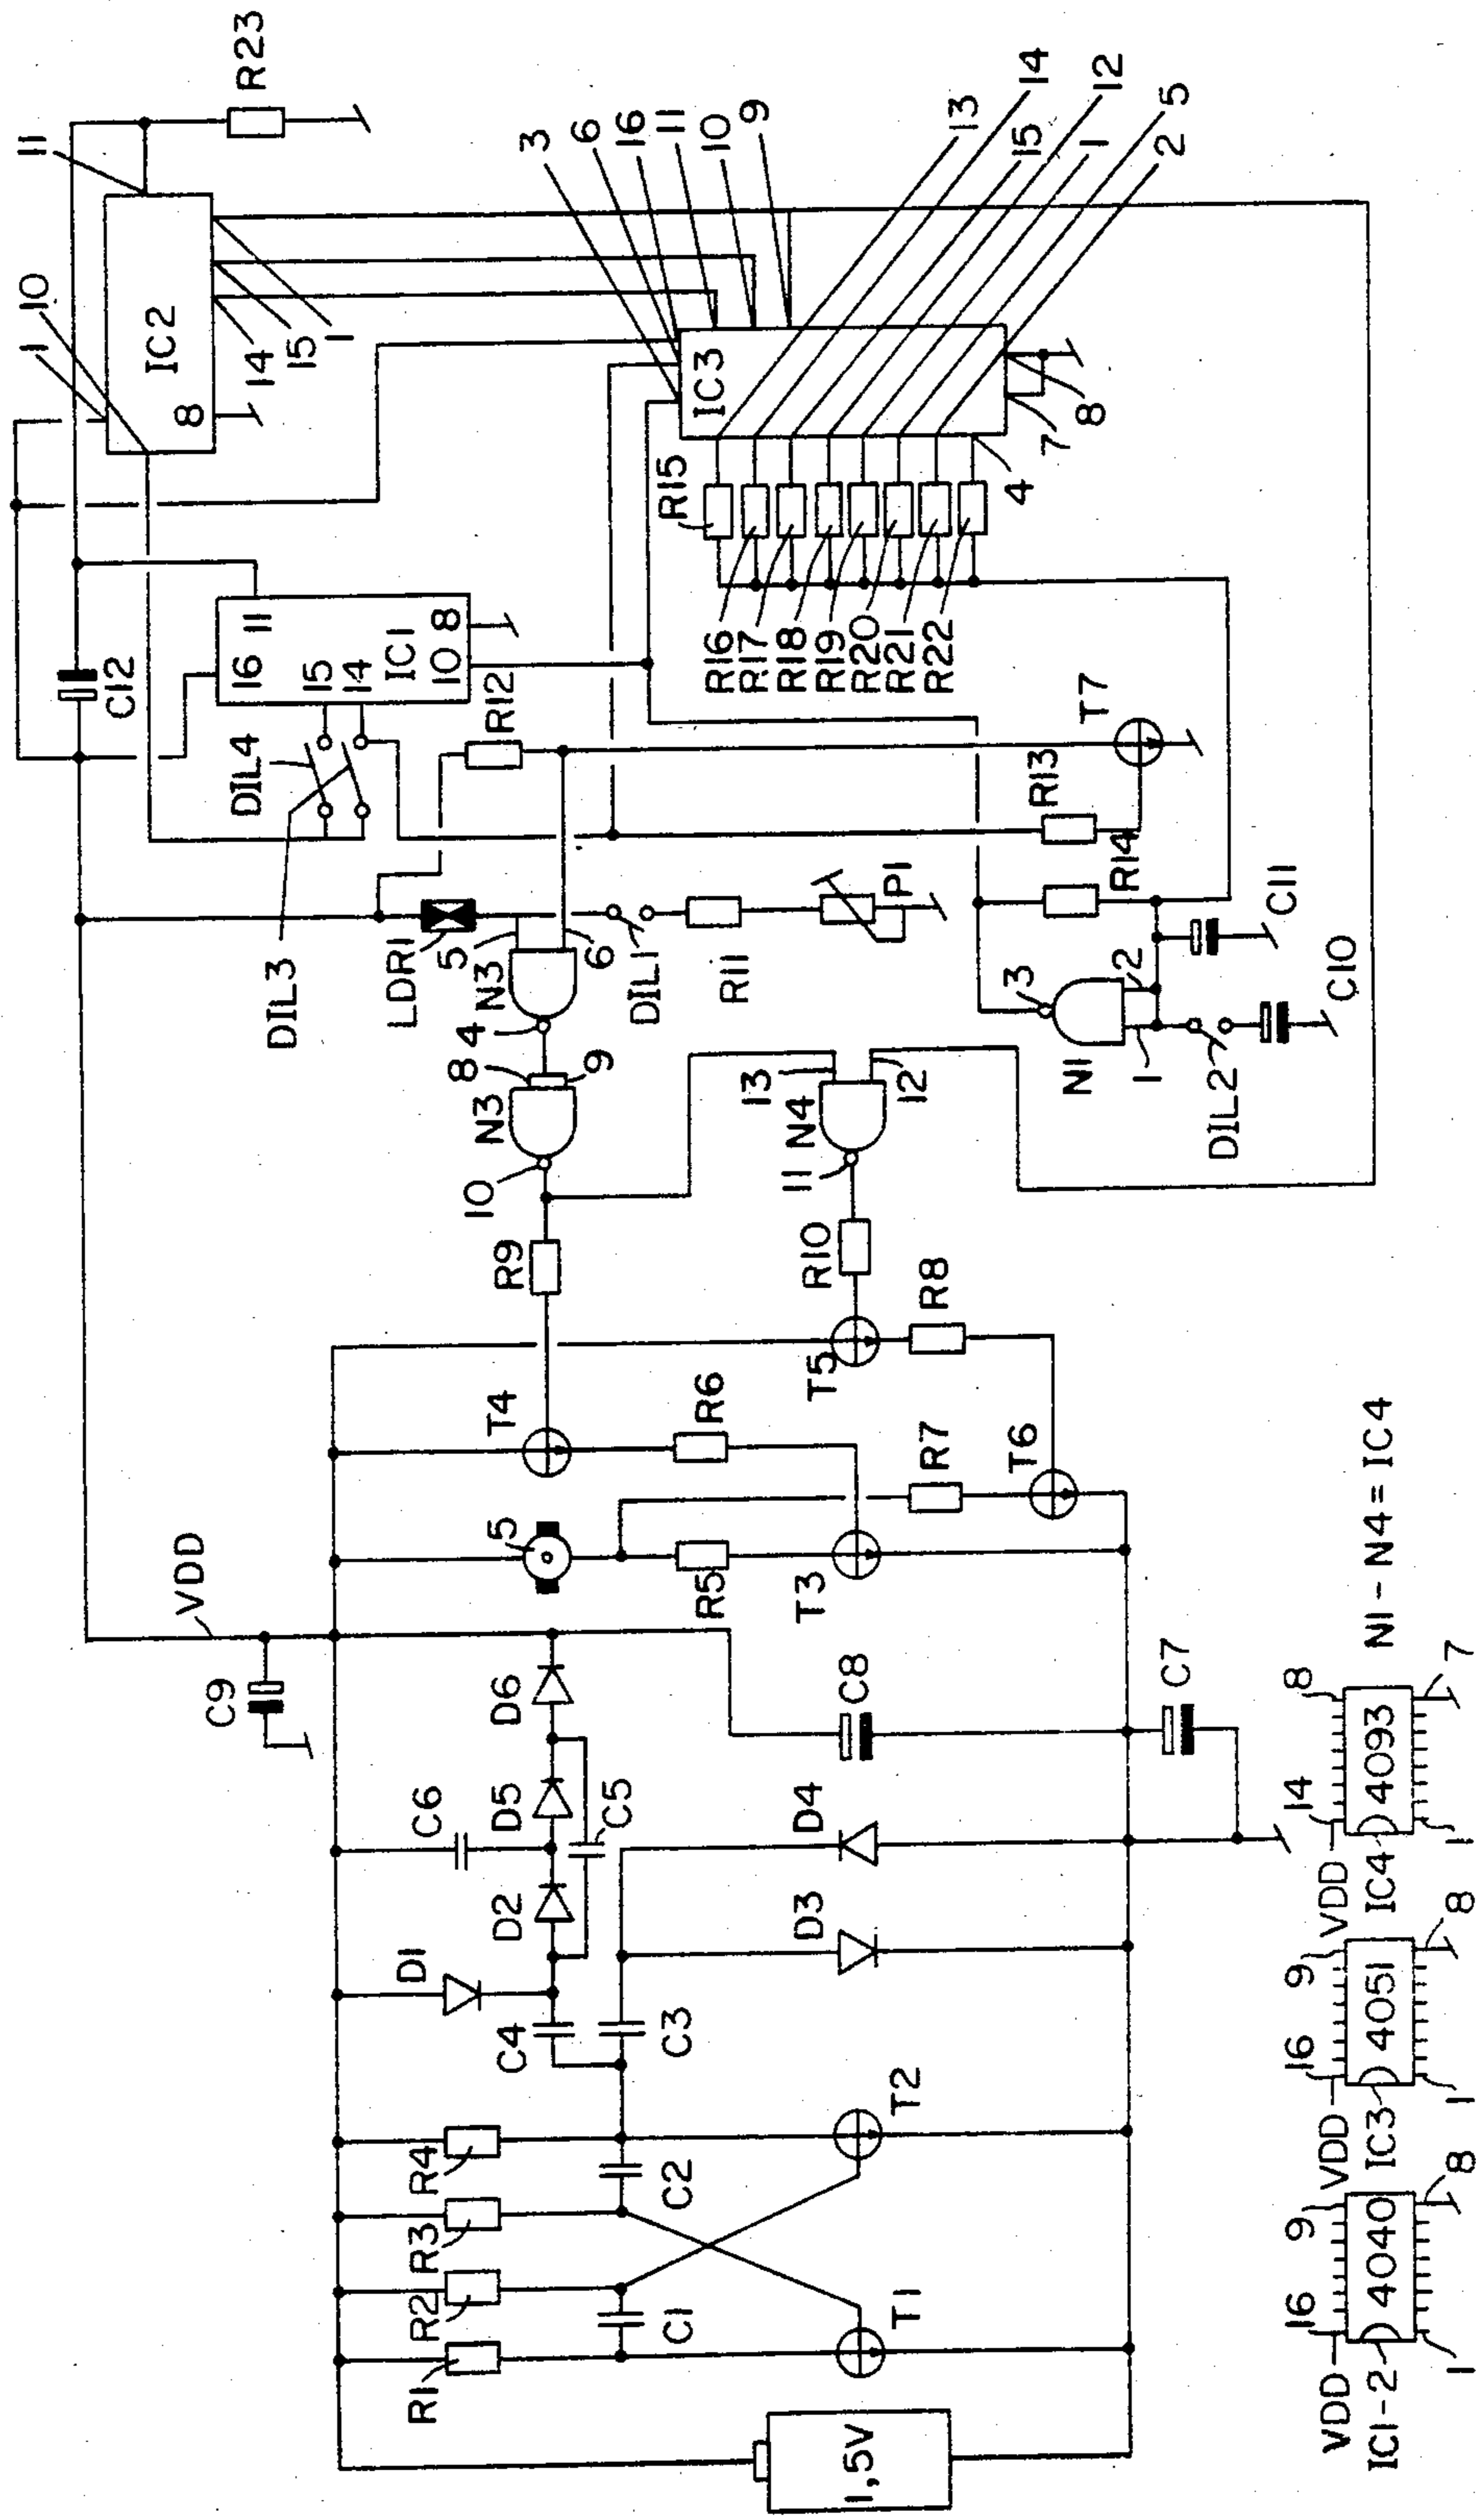 1,5V
R1
R2
R3
R4
C1
C2
T1
T2
C4
C3
D1
D2
D3
D4
C6
D5
C5
D6
C8
C7
C9
VDD
5
R5
T3
R7
T6
T4
R6
T5
R8
R9
R10
10
N3
8
9
4
N3
5
6
11
N4
13
12
LDR1
DIL1
R11
P1
DIL3
DIL4
N1
3
1
2
DIL2
C10
C11
R14
R13
T7
R12
C12
16
11
15
14
IC1
10
8
1
10
IC2
8
11
14
15
1
R23
3
6
16
11
10
9
IC3
13
14
15
12
1
5
2
4
7
8
R15
R16
R17
R18
R19
R20
R21
R22
VDD
16
9
IC1-2
4040
1
8
VDD
16
9
IC3
4051
1
8
VDD
14
8
IC4
4093
1
7
N1-N4=IC4